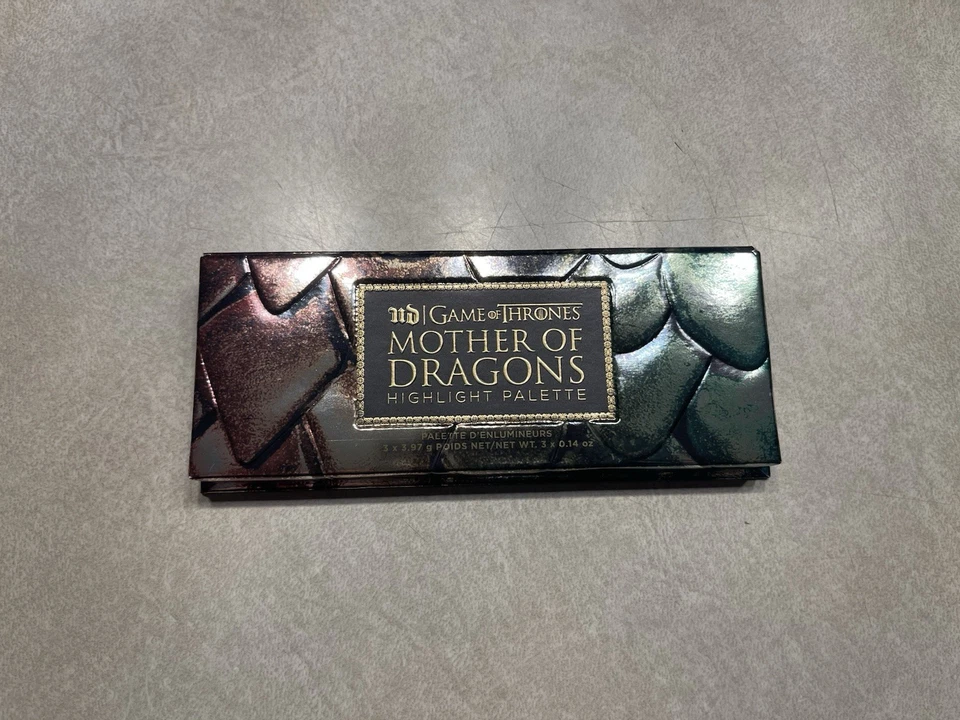 UD | GAME OF THRONES
MOTHER OF
DRAGONS
HIGHLIGHT PALETTE
PALETTE D'ENLUMINEURS
3 x 3.97 g POIDS NET/NET WT. 3 x 0.14 oz